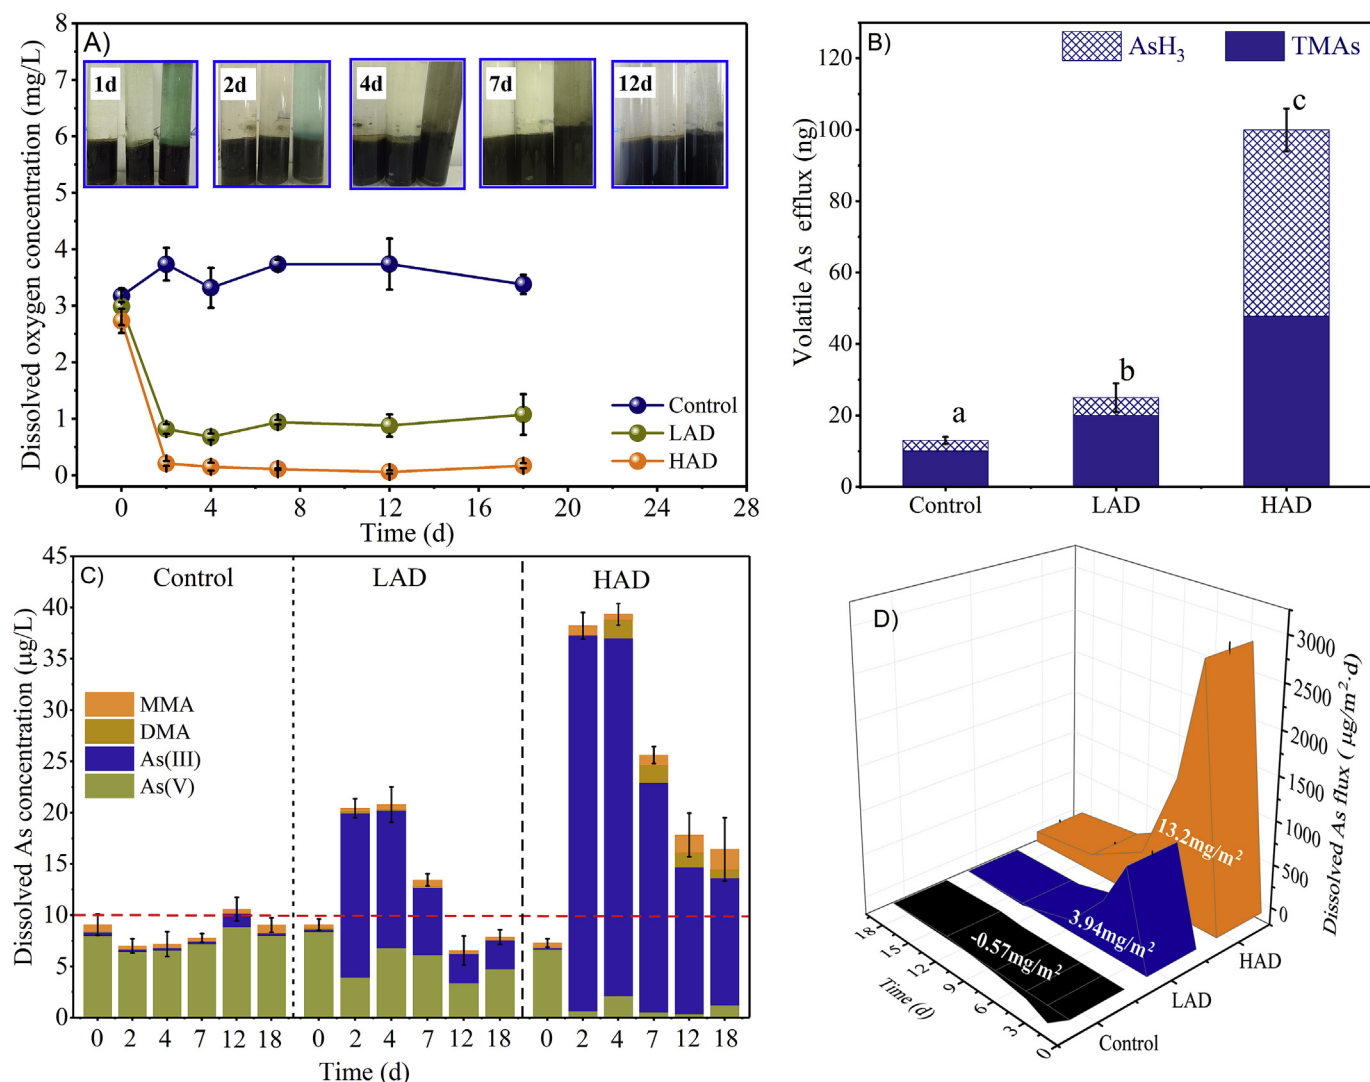 A)
Dissolved oxygen concentration (mg/L)
8
7
6
5
4
3
2
1
0
1d
2d
4d
7d
12d
Control
LAD
HAD
0 4 8 12 16 20 24 28
Time (d)
B)
AsH3
TMAs
Volatile As efflux (ng)
120
100
80
60
40
20
0
a
b
c
Control
LAD
HAD
C)
Dissolved As concentration (µg/L)
45
40
35
30
25
20
15
10
5
0
Control
LAD
HAD
MMA
DMA
As(III)
As(V)
0 2 4 7 12 18 0 2 4 7 12 18 0 2 4 7 12 18
Time (d)
D)
Dissolved As flux ( µg/m²·d)
3000
2500
2000
1500
1000
500
0
13.2mg/m²
3.94mg/m²
-0.57mg/m²
18
15
12
9
6
3
0
Time (d)
Control
LAD
HAD